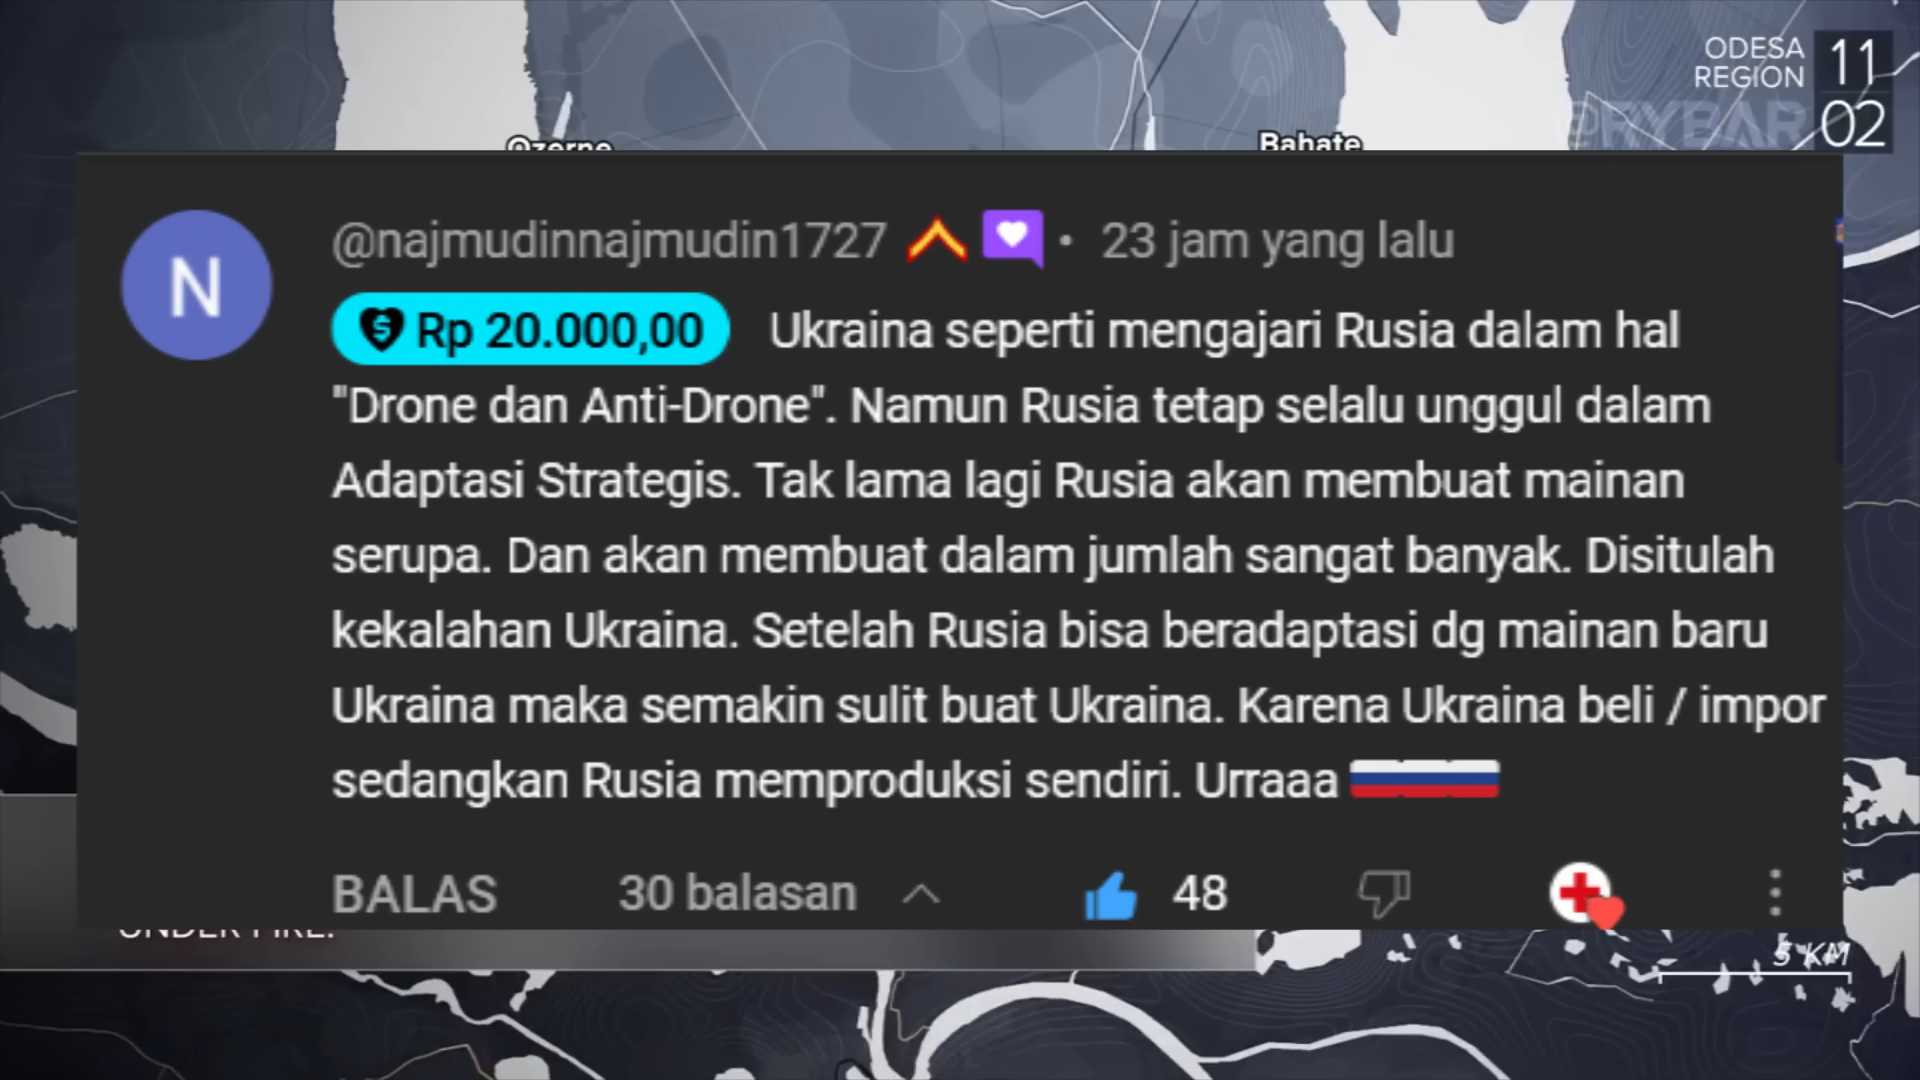 ODESA
REGION
11
02
@RYBAR
Ozerne
Bahate
N
@najmudinnajmudin1727 • 23 jam yang lalu
Rp 20.000,00 Ukraina seperti mengajari Rusia dalam hal
"Drone dan Anti-Drone". Namun Rusia tetap selalu unggul dalam
Adaptasi Strategis. Tak lama lagi Rusia akan membuat mainan
serupa. Dan akan membuat dalam jumlah sangat banyak. Disitulah
kekalahan Ukraina. Setelah Rusia bisa beradaptasi dg mainan baru
Ukraina maka semakin sulit buat Ukraina. Karena Ukraina beli / impor
sedangkan Rusia memproduksi sendiri. Urraaa
BALAS 30 balasan 48
UNDER FIRE.
5 KM